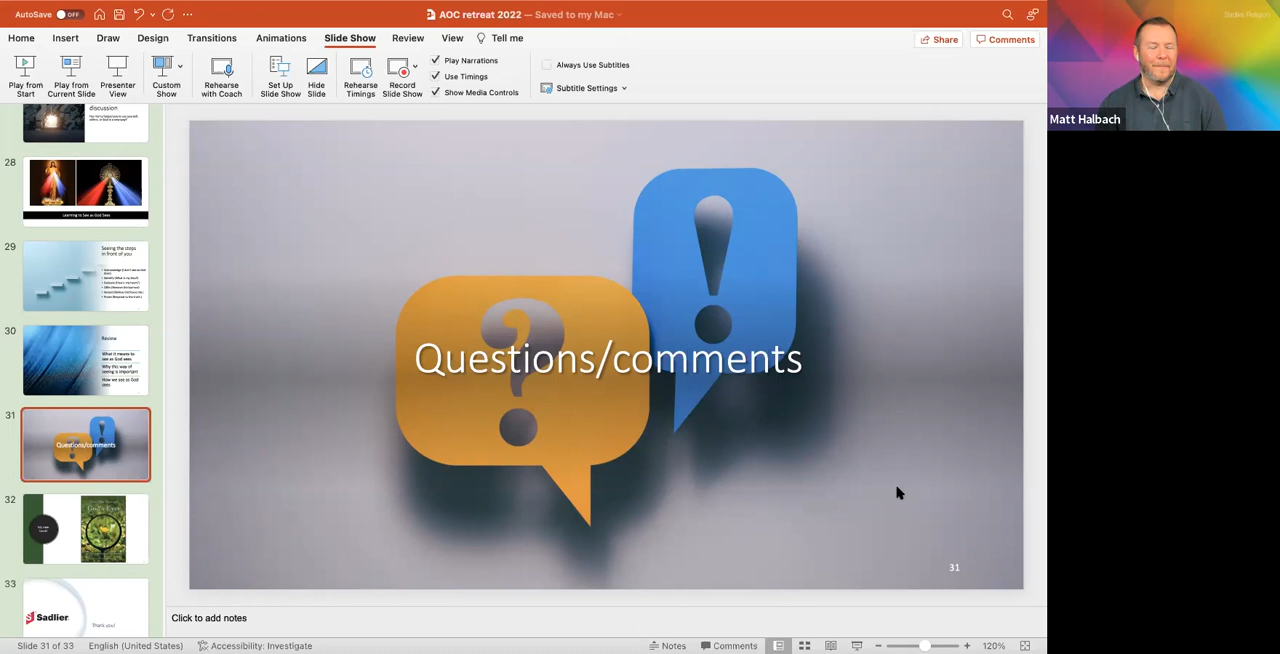 AutoSave OFF
AOC retreat 2022 — Saved to my Mac
Home Insert Draw Design Transitions Animations Slide Show Review View Tell me
Share Comments
Play from Start
Play from Current Slide
Presenter View
Custom Show
Rehearse with Coach
Set Up Slide Show
Hide Slide
Rehearse Timings
Record Slide Show
Play Narrations
Use Timings
Show Media Controls
Always Use Subtitles
Subtitle Settings
Sadlier Religion
Matt Halbach
discussion
28
Learning to See as God Sees
29
Seeing the steps
in front of you
30
Review
What it means to
see as God sees
Why this way of
seeing is important
How we see as God
sees
31
Questions/comments
32
God's Eyes
33
Sadlier
Thank you!
?
!
Questions/comments
31
Click to add notes
Slide 31 of 33 English (United States) Accessibility: Investigate
Notes Comments 120%